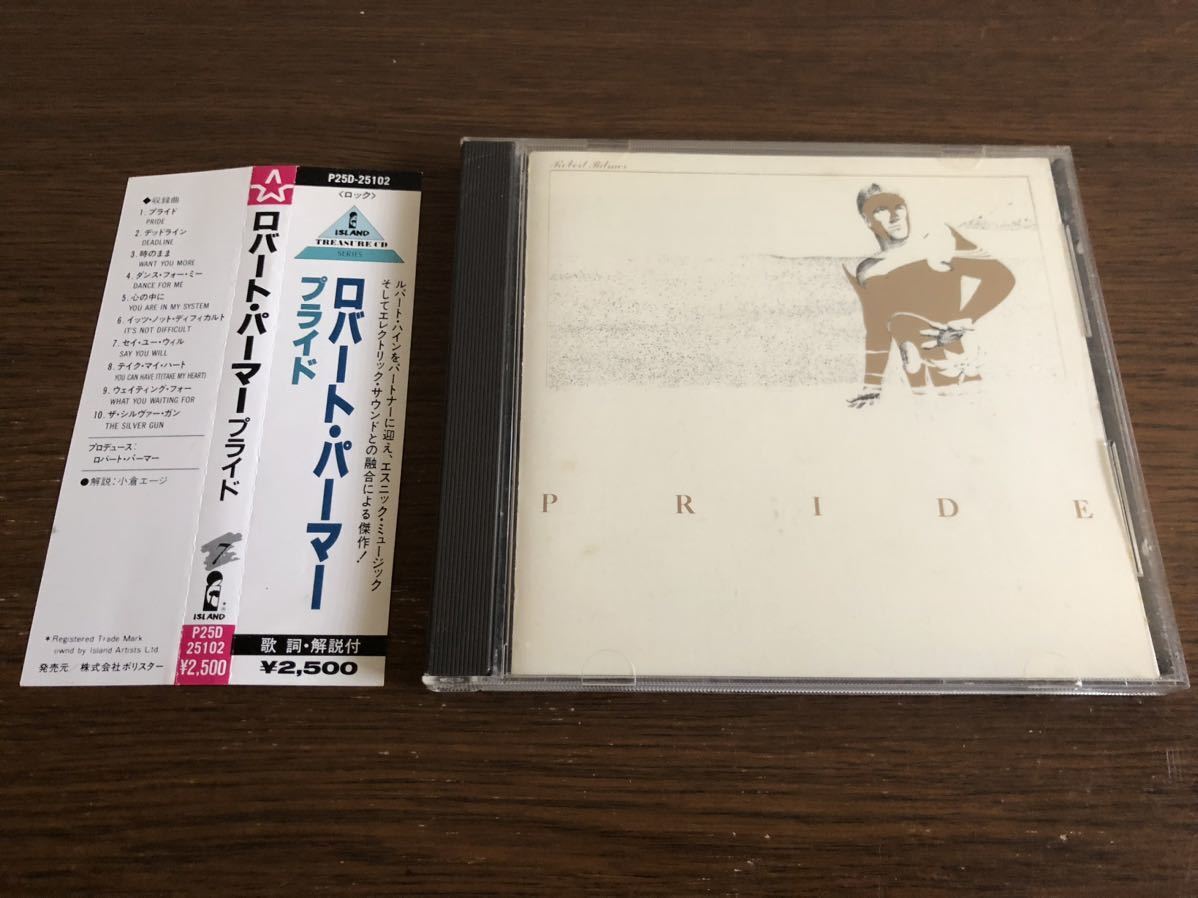 ◆収録曲
1. プライド
PRIDE
2. デッドライン
DEADLINE
3. 時のまま
WANT YOU MORE
4. ダンス・フォー・ミー
DANCE FOR ME
5. 心の中に
YOU ARE IN MY SYSTEM
6. イッツ・ノット・ディフィカルト
IT'S NOT DIFFICULT
7. セイ・ユー・ウィル
SAY YOU WILL
8. テイク・マイ・ハート
YOU CAN HAVE IT(TAKE MY HEART)
9. ウェイティング・フォー
WHAT YOU WAITING FOR
10. ザ・シルヴァー・ガン
THE SILVER GUN
プロデュース:
ロバート・パーマー
●解説:小倉エージ
* Registered Trade Mark
ownd by Island Artists Ltd.
発売元/株式会社ポリスター
ロバート・パーマー プライド
7
ISLAND
P25D
25102
¥2,500
P25D-25102
〈ロック〉
ISLAND
TREASURE CD
SERIES
ルパート・ハインをパートナーに迎え、エスニック・ミュージック
そしてエレクトリック・サウンドとの融合による傑作!
ロバート・パーマー
プライド
歌詞・解説付
¥2,500
Robert Palmer
PRIDE